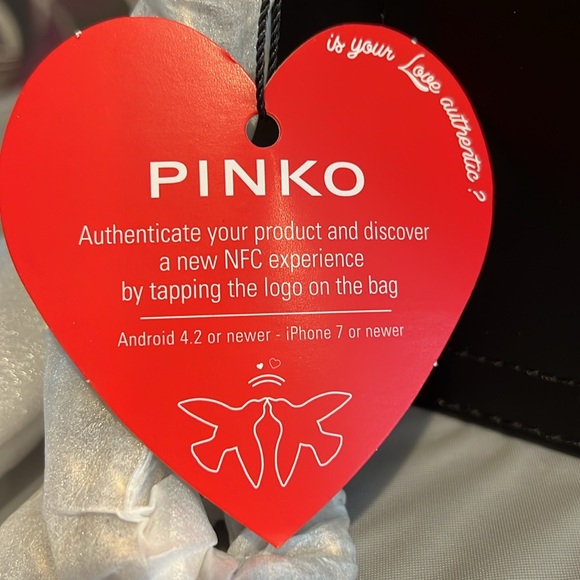 is your Love authentic?
PINKO
Authenticate your product and discover
a new NFC experience
by tapping the logo on the bag
Android 4.2 or newer - iPhone 7 or newer